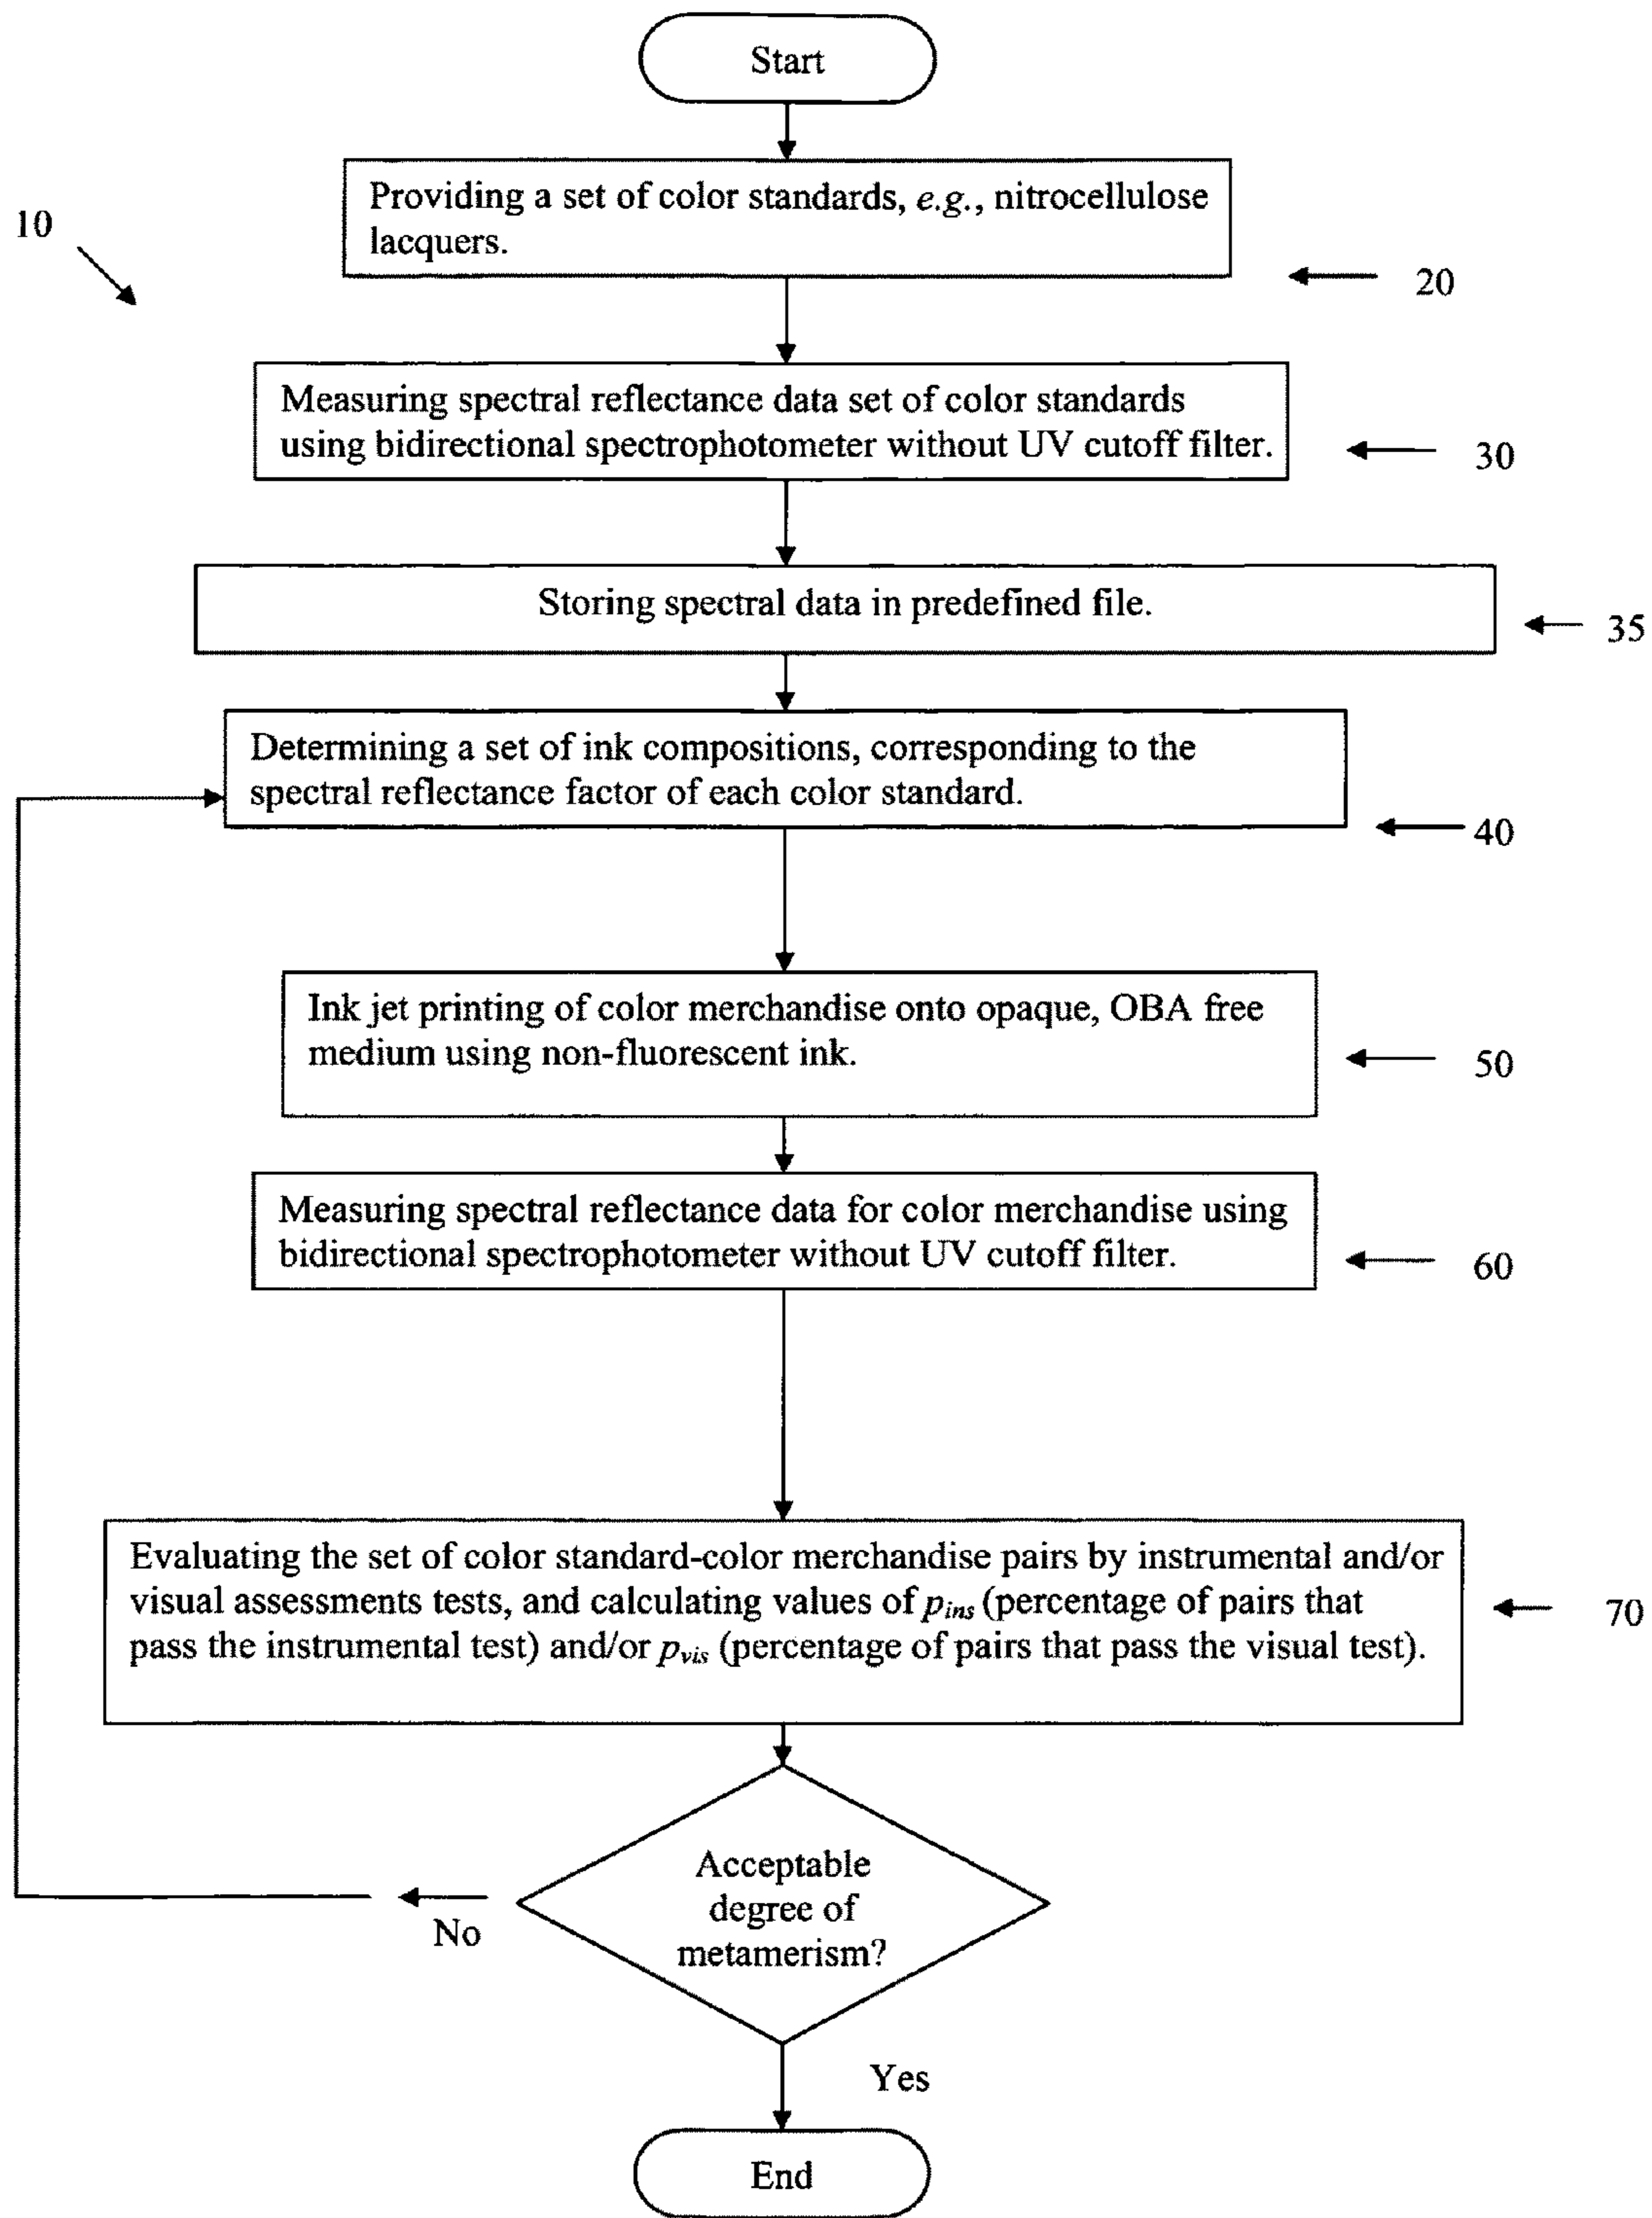 Start
Providing a set of color standards, e.g., nitrocellulose
lacquers.
10
20
Measuring spectral reflectance data set of color standards
using bidirectional spectrophotometer without UV cutoff filter.
30
Storing spectral data in predefined file.
35
Determining a set of ink compositions, corresponding to the
spectral reflectance factor of each color standard.
40
Ink jet printing of color merchandise onto opaque, OBA free
medium using non-fluorescent ink.
50
Measuring spectral reflectance data for color merchandise using
bidirectional spectrophotometer without UV cutoff filter.
60
Evaluating the set of color standard-color merchandise pairs by instrumental and/or
visual assessments tests, and calculating values of pins (percentage of pairs that
pass the instrumental test) and/or pvis (percentage of pairs that pass the visual test).
70
Acceptable
degree of
metamerism?
No
Yes
End